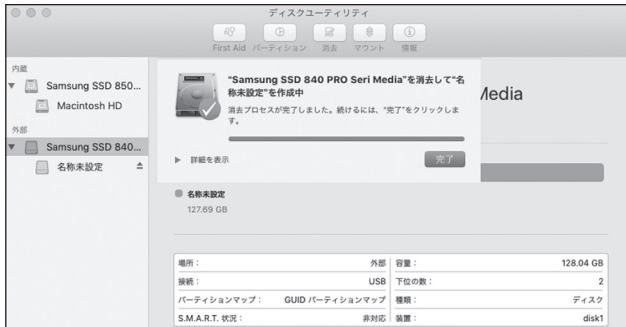 ディスクユーティリティ
First Aid パーティション 消去 マウント 情報
内蔵
Samsung SSD 850...
Macintosh HD
外部
Samsung SSD 840...
名称未設定
"Samsung SSD 840 PRO Seri Media"を消去して"名
称未設定"を作成中
消去プロセスが完了しました。続けるには、"完了"をクリックしま
す。
詳細を表示
完了
Media
名称未設定
127.69 GB
場所： 外部 容量： 128.04 GB
接続： USB 下位の数： 2
パーティションマップ： GUID パーティションマップ 種類： ディスク
S.M.A.R.T. 状況： 非対応 装置： disk1